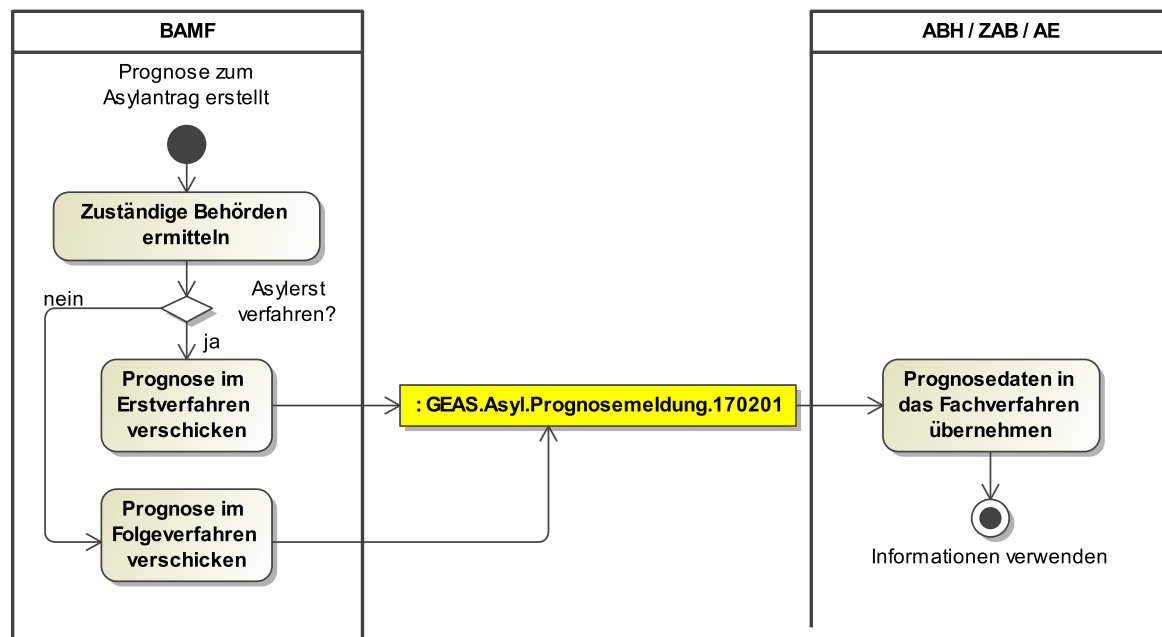 BAMF
ABH / ZAB / AE
Prognose zum
Asylantrag erstellt
Zuständige Behörden
ermitteln
nein
Asylerst
verfahren?
ja
Prognose im
Erstverfahren
verschicken
: GEAS.Asyl.Prognosemeldung.170201
Prognosedaten in
das Fachverfahren
übernehmen
Prognose im
Folgeverfahren
verschicken
Informationen verwenden